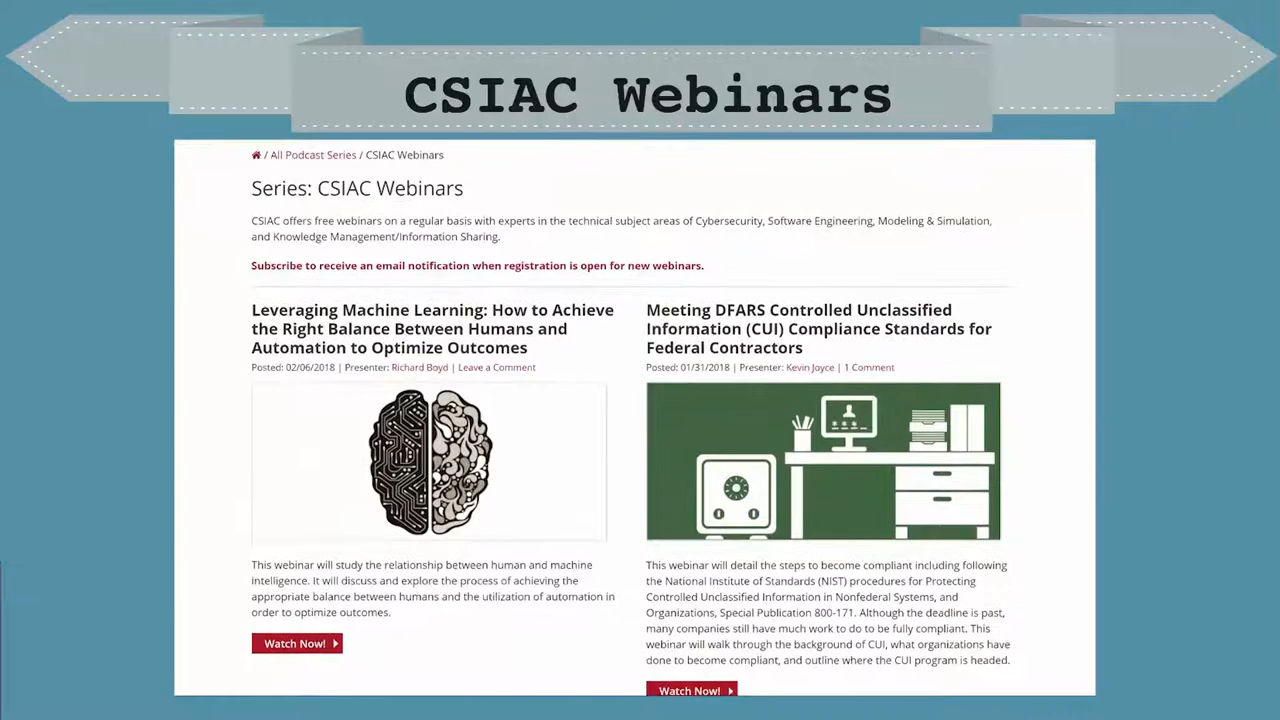 CSIAC Webinars
/ All Podcast Series / CSIAC Webinars
Series: CSIAC Webinars
CSIAC offers free webinars on a regular basis with experts in the technical subject areas of Cybersecurity, Software Engineering, Modeling & Simulation,
and Knowledge Management/Information Sharing.
Subscribe to receive an email notification when registration is open for new webinars.
Leveraging Machine Learning: How to Achieve
the Right Balance Between Humans and
Automation to Optimize Outcomes
Posted: 02/06/2018 | Presenter: Richard Boyd | Leave a Comment
This webinar will study the relationship between human and machine
intelligence. It will discuss and explore the process of achieving the
appropriate balance between humans and the utilization of automation in
order to optimize outcomes.
Watch Now!
Meeting DFARS Controlled Unclassified
Information (CUI) Compliance Standards for
Federal Contractors
Posted: 01/31/2018 | Presenter: Kevin Joyce | 1 Comment
This webinar will detail the steps to become compliant including following
the National Institute of Standards (NIST) procedures for Protecting
Controlled Unclassified Information in Nonfederal Systems, and
Organizations, Special Publication 800-171. Although the deadline is past,
many companies still have much work to do to be fully compliant. This
webinar will walk through the background of CUI, what organizations have
done to become compliant, and outline where the CUI program is headed.
Watch Now!